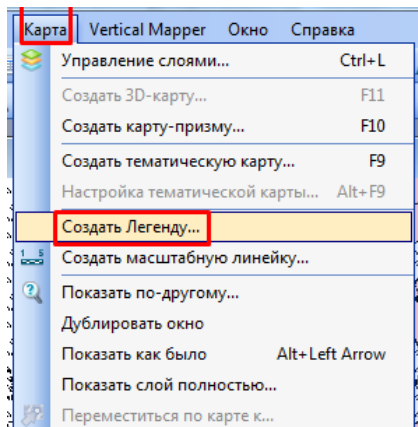 Карта Vertical Mapper Окно Справка
Управление слоями... Ctrl+L
Создать 3D-карту... F11
Создать карту-призму... F10
Создать тематическую карту... F9
Настройка тематической карты... Alt+F9
Создать Легенду...
1 5 Создать масштабную линейку...
Показать по-другому...
Дублировать окно
Показать как было Alt+Left Arrow
Показать слой полностью...
Переместиться по карте к...